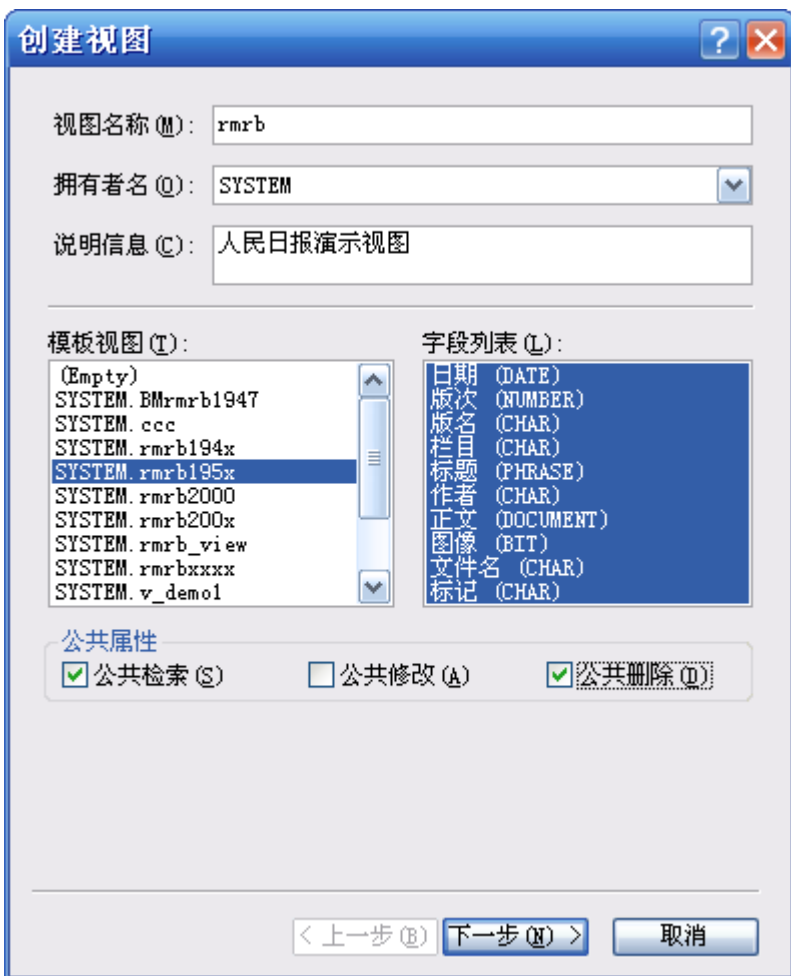 创建视图
视图名称(M): rmrb
拥有者名(O): SYSTEM
说明信息(C): 人民日报演示视图
模板视图(T):
(Empty)
SYSTEM.BMrmrb1947
SYSTEM.ccc
SYSTEM.rmrb194x
SYSTEM.rmrb195x
SYSTEM.rmrb2000
SYSTEM.rmrb200x
SYSTEM.rmrb_view
SYSTEM.rmrbxxxx
SYSTEM.v_demo1
字段列表(L):
日期 (DATE)
版次 (NUMBER)
版名 (CHAR)
栏目 (CHAR)
标题 (PHRASE)
作者 (CHAR)
正文 (DOCUMENT)
图像 (BIT)
文件名 (CHAR)
标记 (CHAR)
公共属性
公共检索(S) 公共修改(A) 公共删除(D)
< 上一步(B) 下一步(N) > 取消